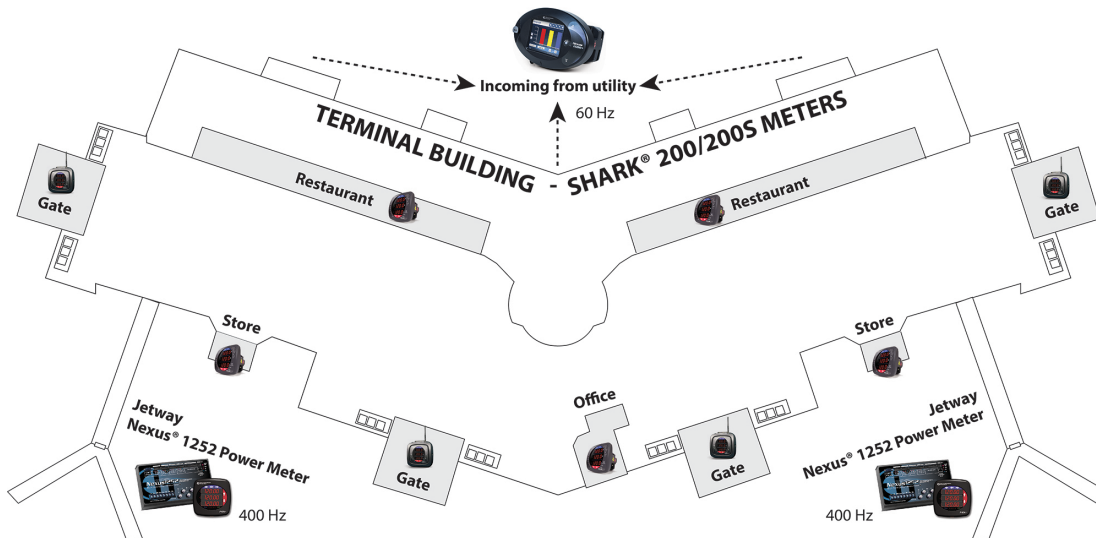 Incoming from utility
60 Hz
TERMINAL BUILDING - SHARK® 200/200S METERS
Restaurant
Restaurant
Gate
Gate
Store
Store
Office
Jetway
Nexus® 1252 Power Meter
400 Hz
Gate
Gate
Jetway
Nexus® 1252 Power Meter
400 Hz